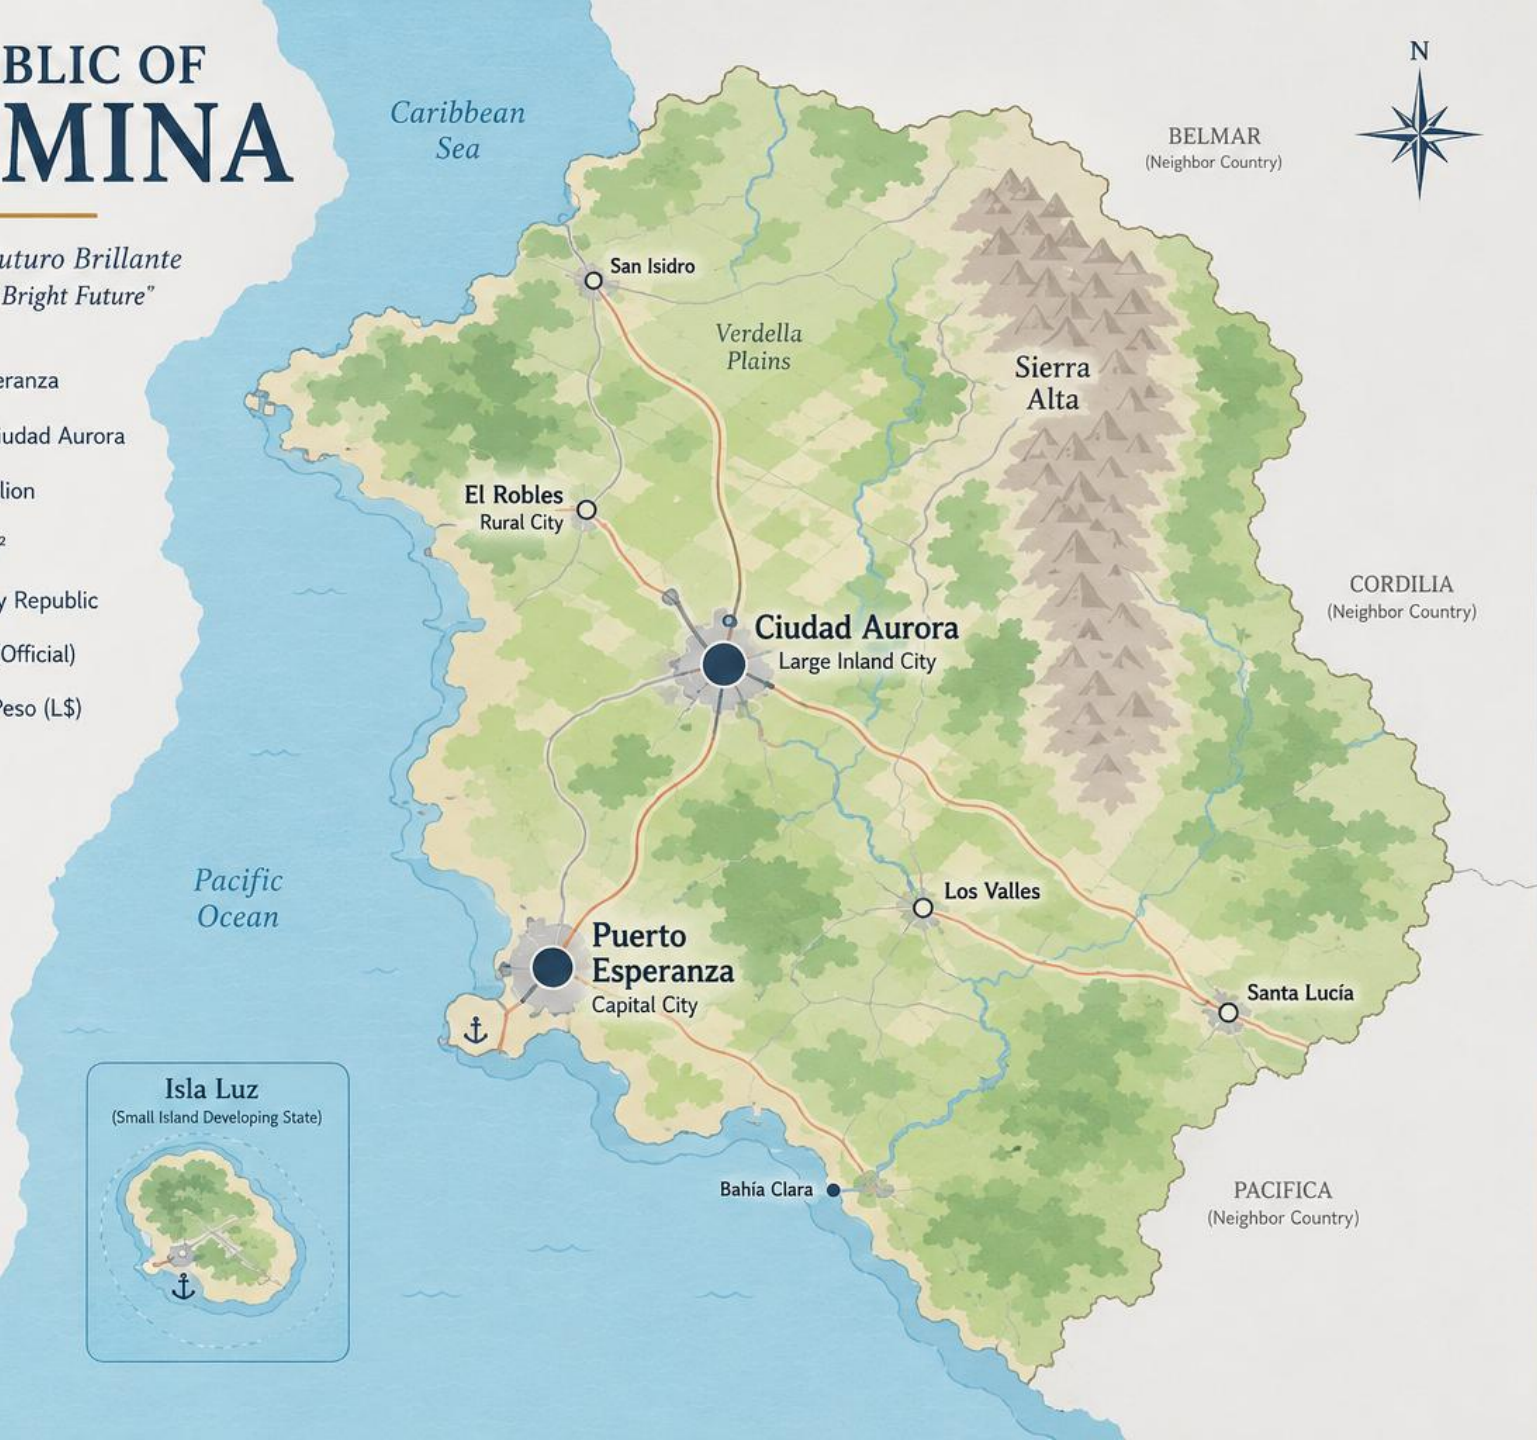 BLIC OF
MINA
uturo Brillante
Bright Future"
eranza
iudad Aurora
lion
²
y Republic
Official)
Peso (L$)
Caribbean
Sea
N
BELMAR
(Neighbor Country)
San Isidro
Verdella
Plains
Sierra
Alta
El Robles
Rural City
CORDILIA
(Neighbor Country)
Ciudad Aurora
Large Inland City
Pacific
Ocean
Los Valles
Puerto
Esperanza
Capital City
Santa Lucía
Isla Luz
(Small Island Developing State)
Bahía Clara
PACIFICA
(Neighbor Country)